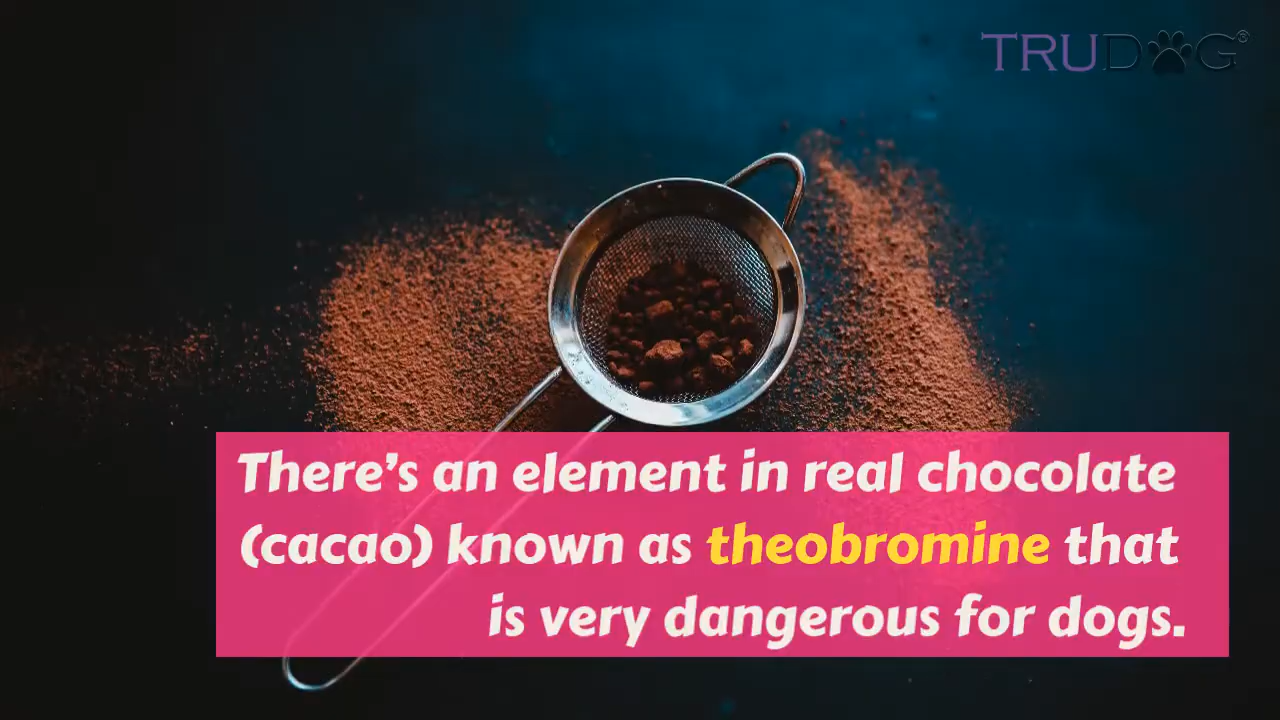 TRUDOG®
There's an element in real chocolate
(cacao) known as theobromine that
is very dangerous for dogs.